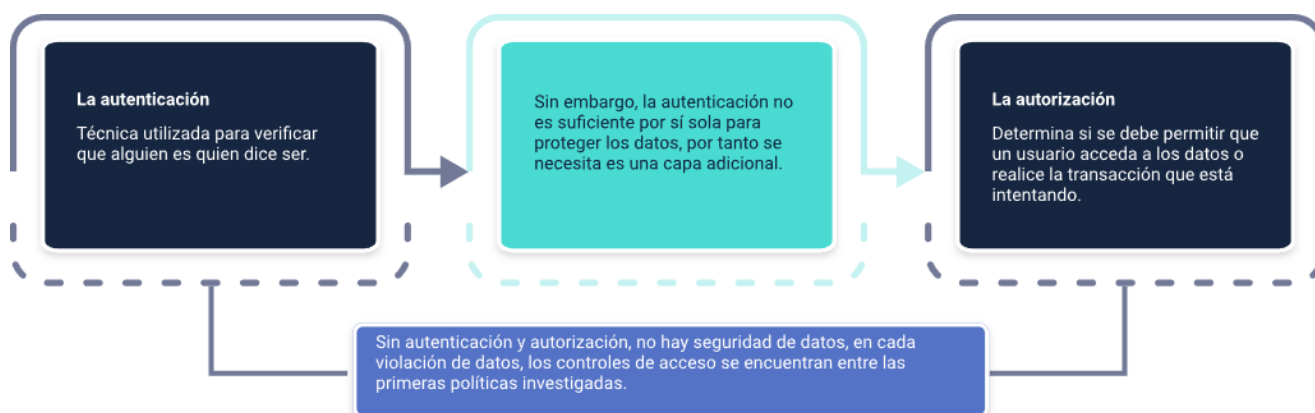 La autenticación
Técnica utilizada para verificar
que alguien es quien dice ser.
Sin embargo, la autenticación no
es suficiente por sí sola para
proteger los datos, por tanto se
necesita es una capa adicional.
La autorización
Determina si se debe permitir que
un usuario acceda a los datos o
realice la transacción que está
intentando.
Sin autenticación y autorización, no hay seguridad de datos, en cada
violación de datos, los controles de acceso se encuentran entre las
primeras políticas investigadas.